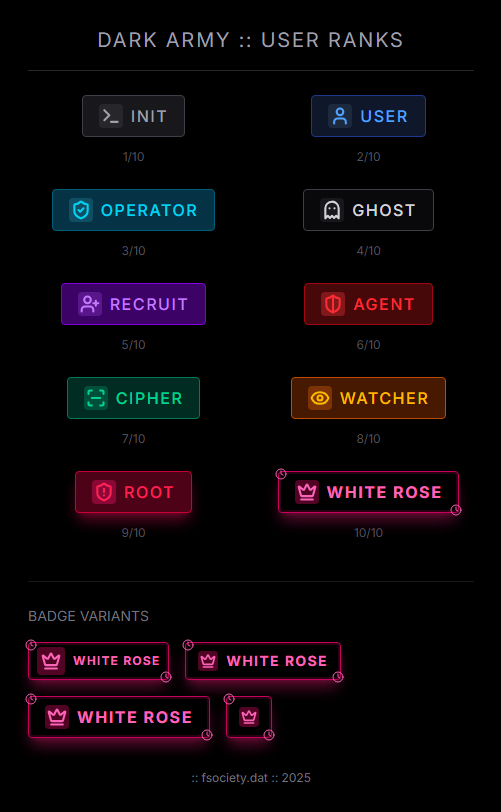 DARK ARMY :: USER RANKS
INIT USER
1/10 2/10
OPERATOR GHOST
3/10 4/10
RECRUIT AGENT
5/10 6/10
CIPHER WATCHER
7/10 8/10
ROOT WHITE ROSE
9/10 10/10
BADGE VARIANTS
WHITE ROSE WHITE ROSE
WHITE ROSE
:: fsociety.dat :: 2025